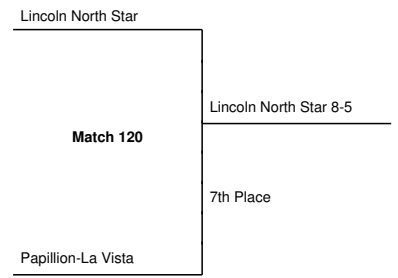 Lincoln North Star
Lincoln North Star 8-5
Match 120
7th Place
Papillion-La Vista